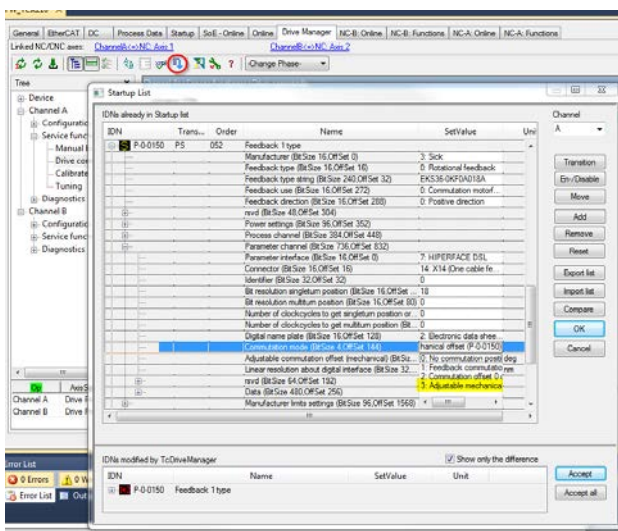 General EtherCAT DC Process Data Startup SoE - Online Online Drive Manager NC-B: Online NC-B: Functions NC-A: Online NC-A: Functions
Linked NC/CNC axes: ChannelA(<>)NC: Axis 1 ChannelB(<>)NC: Axis 2
-Change Phase-
Tree
Device
Channel A
Configuratic
Service func
Manual
Drive cor
Calibrate
Tuning
Diagnostics
Channel B
Configuratic
Service func
Diagnostics
Op
Channel A Drive
Channel B Drive
Startup List
IDNs already in Startup list
Channel
A
IDN Trans... Order Name SetValue Uni
P-0-0150 PS 052 Feedback 1 type
Manufacturer (BitSize 16,OffSet 0) 3: Sick
Feedback type (BitSize 16,OffSet 16) 0: Rotational feedback
Feedback type string (BitSize 240,OffSet 32) EKS36-0KF0A018A
Feedback use (BitSize 16,OffSet 272) 0: Commutation motorf...
Feedback direction (BitSize 16,OffSet 288) 0: Positive direction
rsvd (BitSize 48,OffSet 304)
Power settings (BitSize 96,OffSet 352)
Process channel (BitSize 384,OffSet 448)
Parameter channel (BitSize 736,OffSet 832)
Parameter interface (BitSize 16,OffSet 0) 7: HIPERFACE DSL
Connector (BitSize 16,OffSet 16) 14: X14 (One cable fe...
Identifier (BitSize 32,OffSet 32) 0
Bit resolution singleturn position (BitSize 16,OffSet ... 18
Bit resolution multiturn position (BitSize 16,OffSet 80) 0
Number of clockcycles to get singleturn position or... 0
Number of clockcycles to get multiturn position (Bit... 0
Digital name plate (BitSize 16,OffSet 128) 2: Electronic data shee...
Commutation mode (BitSize 4,OffSet 144) hanical offset (P-0-0150)
Adjustable commutation offset (mechanical) (BitSiz... 0: No commutation positi deg
Linear resolution about digital interface (BitSize 32... 1: Feedback commutatio nm
rsvd (BitSize 64,OffSet 192) 2: Commutation offset 0
Data (BitSize 480,OffSet 256) 3: Adjustable mechanica
Manufacturer limits settings (BitSize 96,OffSet 1568)
Transition
En-/Disable
Move
Add
Remove
Reset
Export list
Import list
Compare
OK
Cancel
IDNs modified by TcDriveManager
Show only the difference
IDN Name SetValue Unit
P-0-0150 Feedback 1 type
Accept
Accept all
Error List
0 Errors
Error List